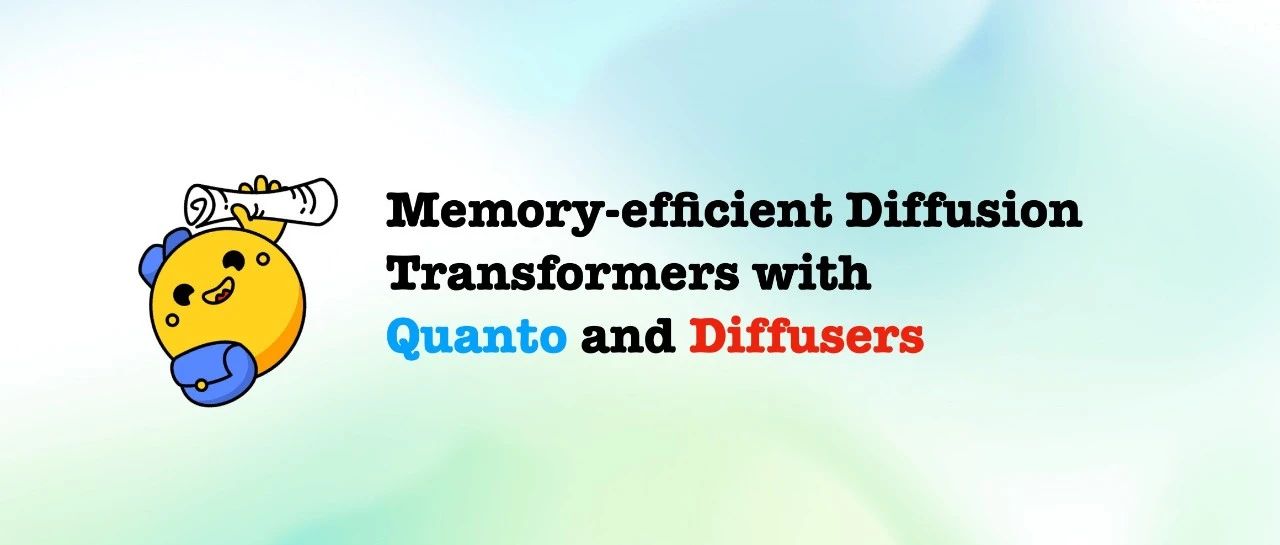 Memory-efficient Diffusion
Transformers with
Quanto and Diffusers